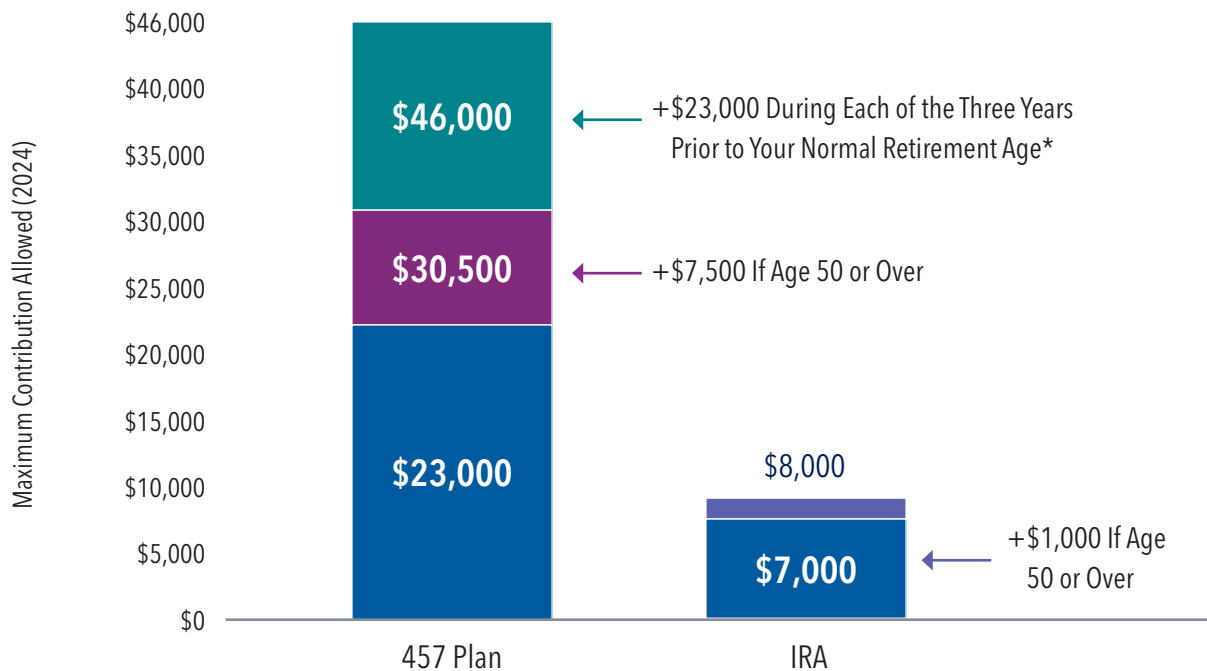 Maximum Contribution Allowed (2024)
$46,000
$40,000
$35,000
$30,000
$25,000
$20,000
$15,000
$10,000
$5,000
$0
$46,000
+$23,000 During Each of the Three Years
Prior to Your Normal Retirement Age*
$30,500
+$7,500 If Age 50 or Over
$23,000
$8,000
$7,000
+$1,000 If Age
50 or Over
457 Plan
IRA